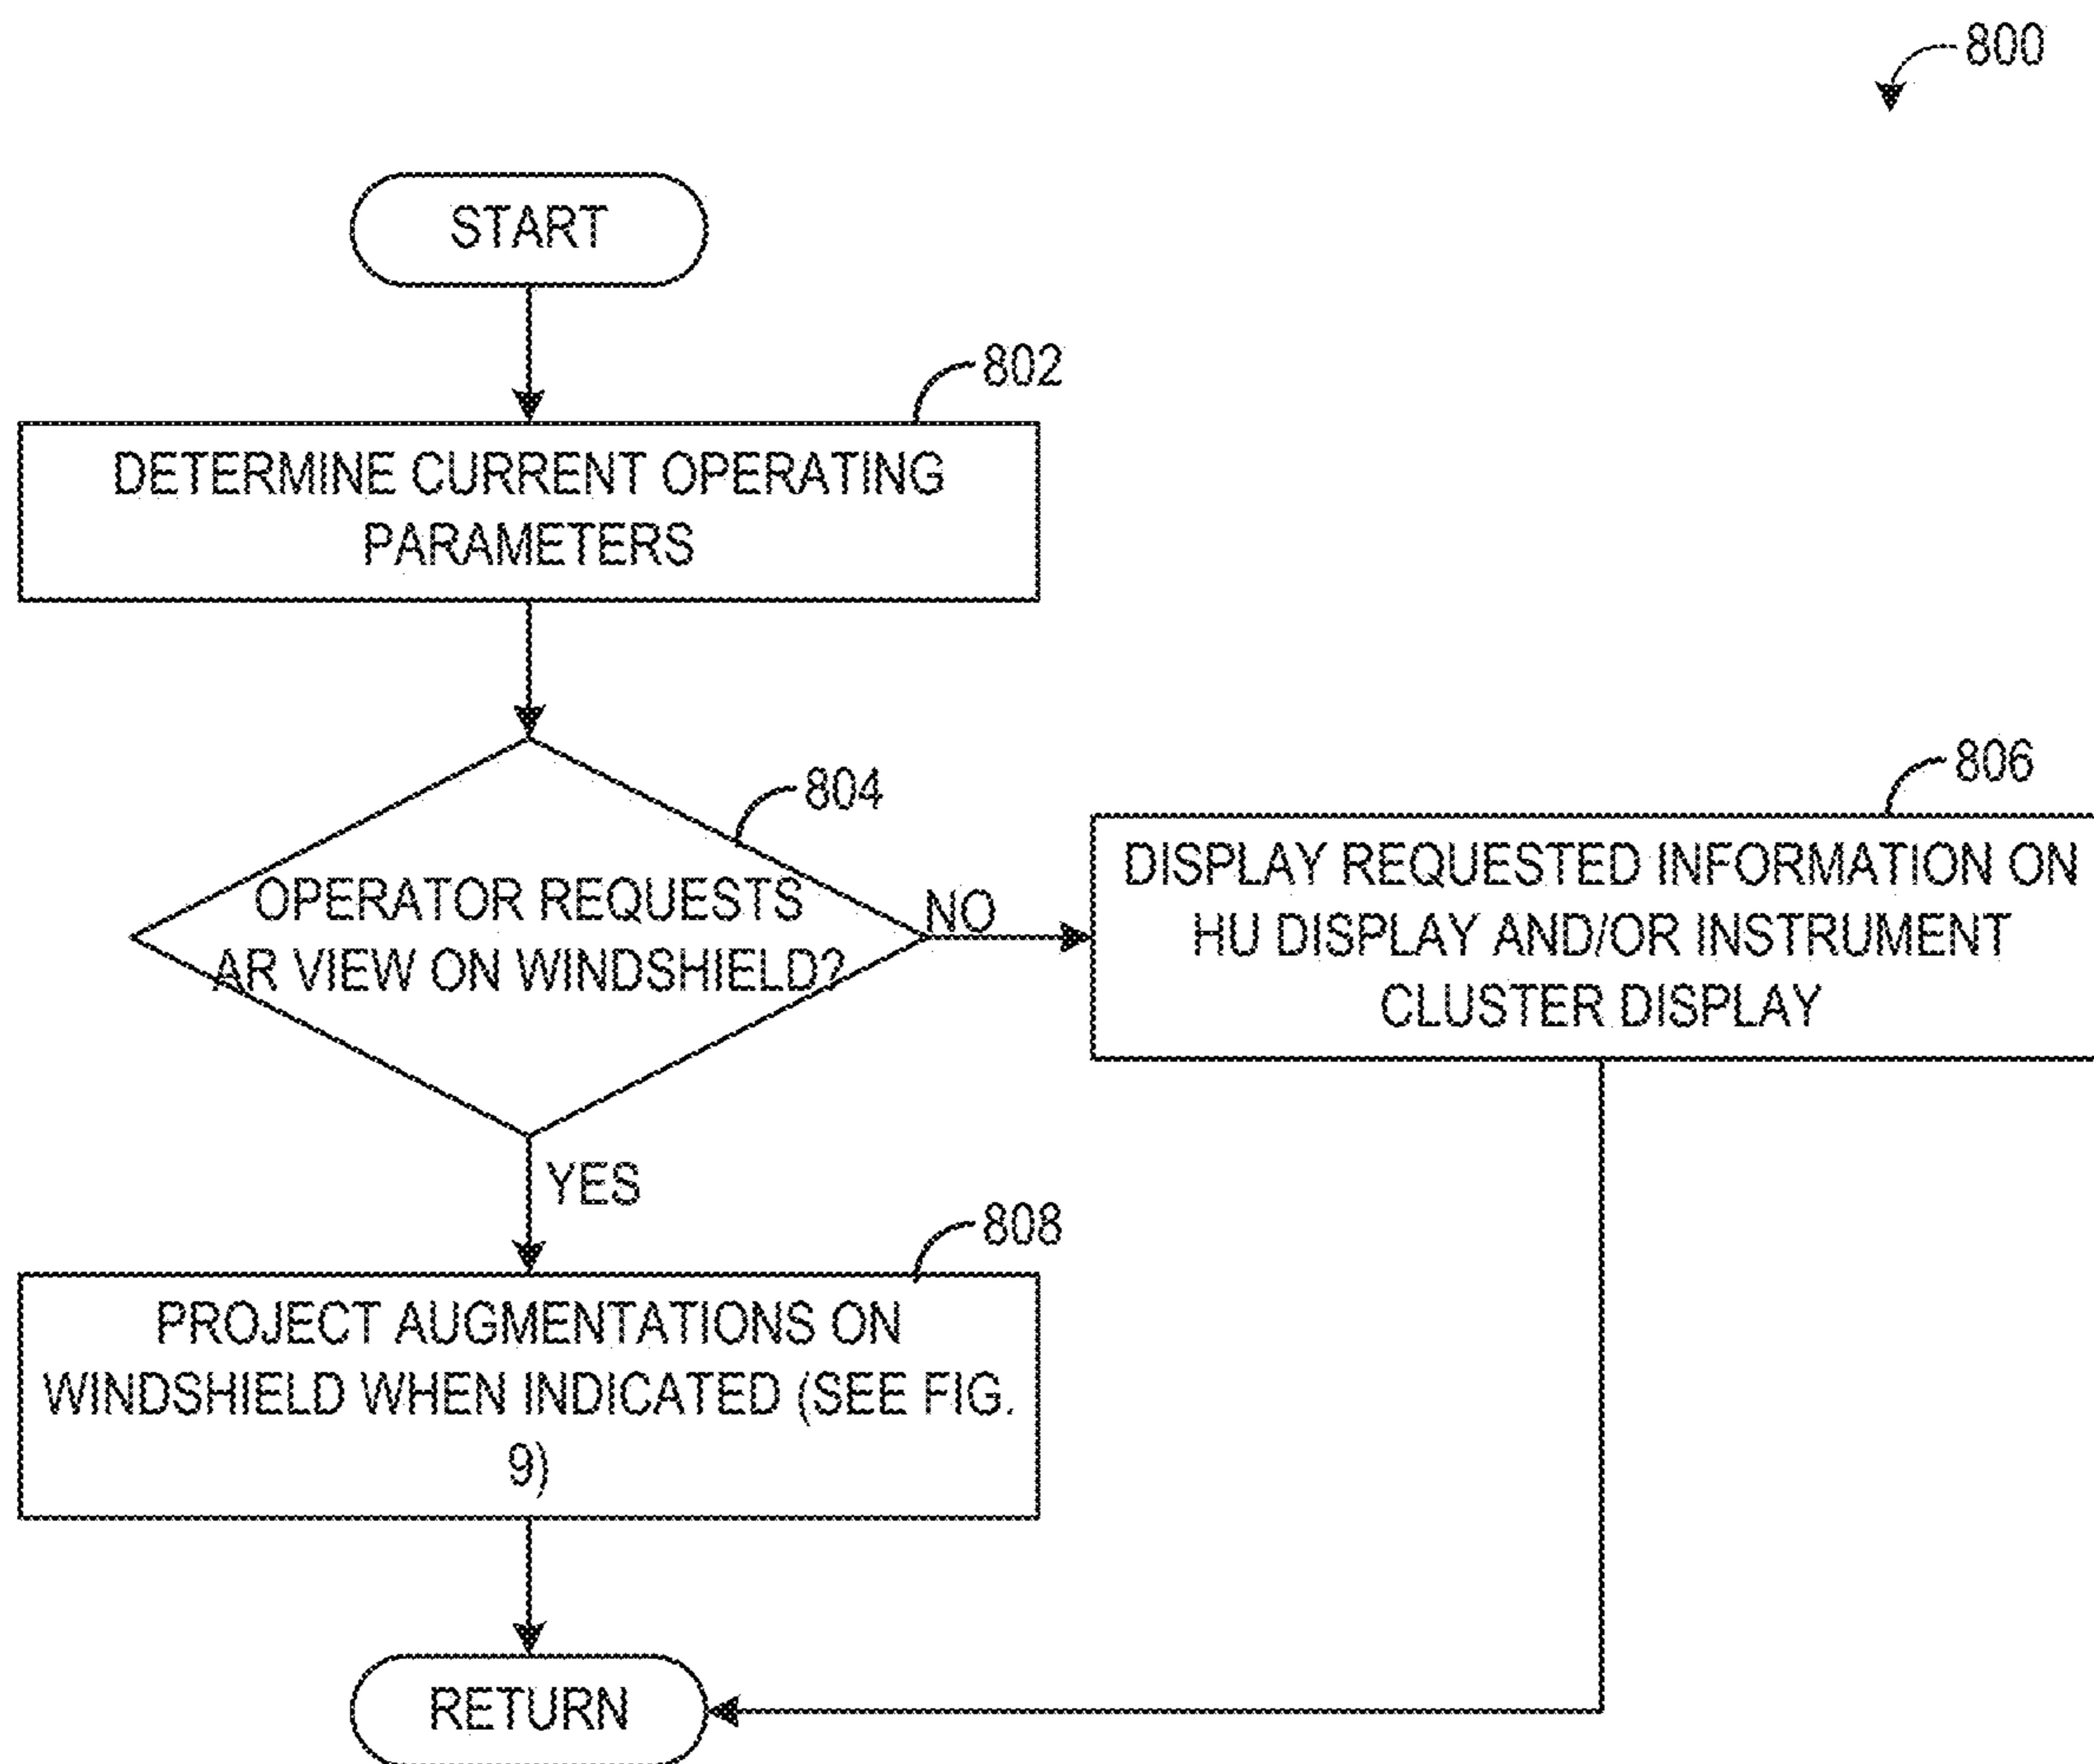 800
START
802
DETERMINE CURRENT OPERATING
PARAMETERS
804
OPERATOR REQUESTS
AR VIEW ON WINDSHIELD?
NO
806
DISPLAY REQUESTED INFORMATION ON
HU DISPLAY AND/OR INSTRUMENT
CLUSTER DISPLAY
YES
808
PROJECT AUGMENTATIONS ON
WINDSHIELD WHEN INDICATED (SEE FIG.
9)
RETURN